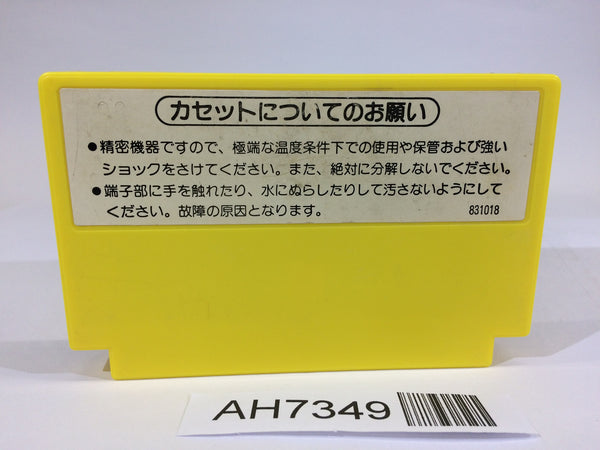 カセットについてのお願い
●精密機器ですので、極端な温度条件下での使用や保管および強い
ショックをさけてください。また、絶対に分解しないでください。
●端子部に手を触れたり、水にぬらしたりして汚さないようにして
ください。故障の原因となります。 831018
AH7349